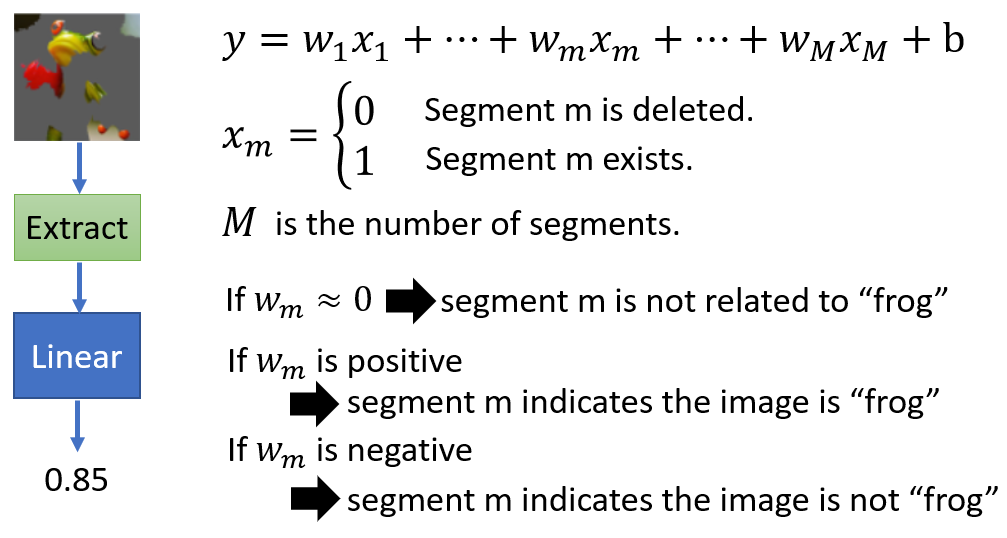 y = w₁x₁ + ⋯ + wₘxₘ + ⋯ + w_M x_M + b
xₘ = { 0 Segment m is deleted.
1 Segment m exists.
M is the number of segments.
Extract
If wₘ ≈ 0 ➡ segment m is not related to “frog”
Linear
If wₘ is positive
➡ segment m indicates the image is “frog”
If wₘ is negative
0.85
➡ segment m indicates the image is not “frog”